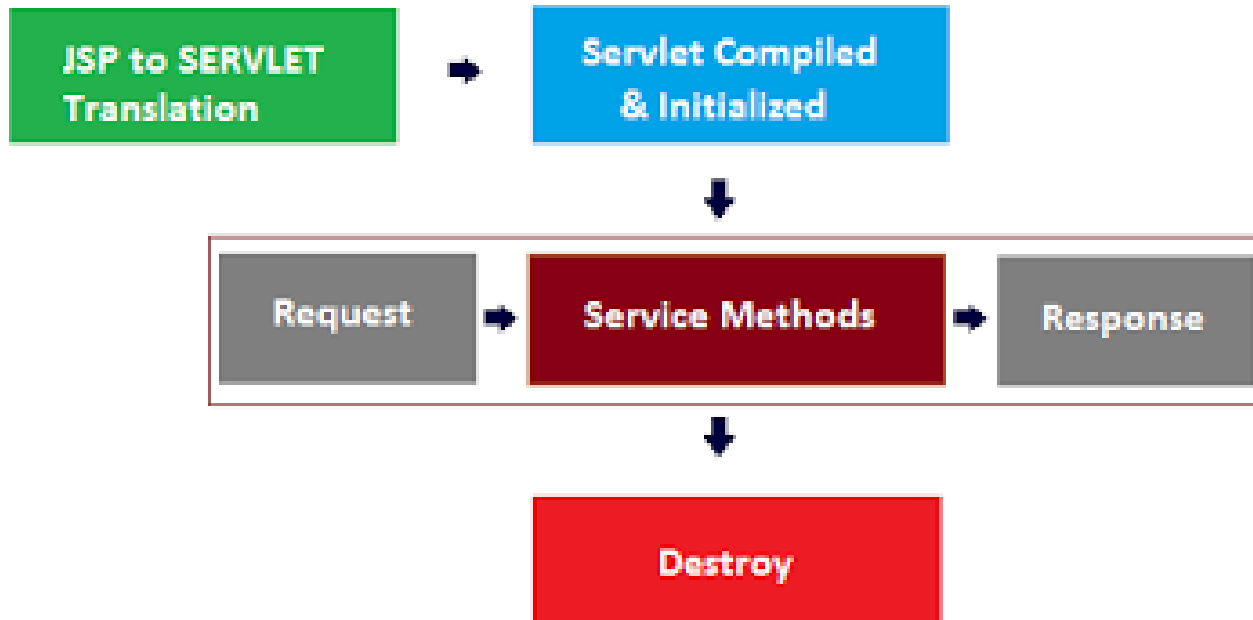 JSP to SERVLET
Translation
Servlet Compiled
& Initialized
Request
Service Methods
Response
Destroy